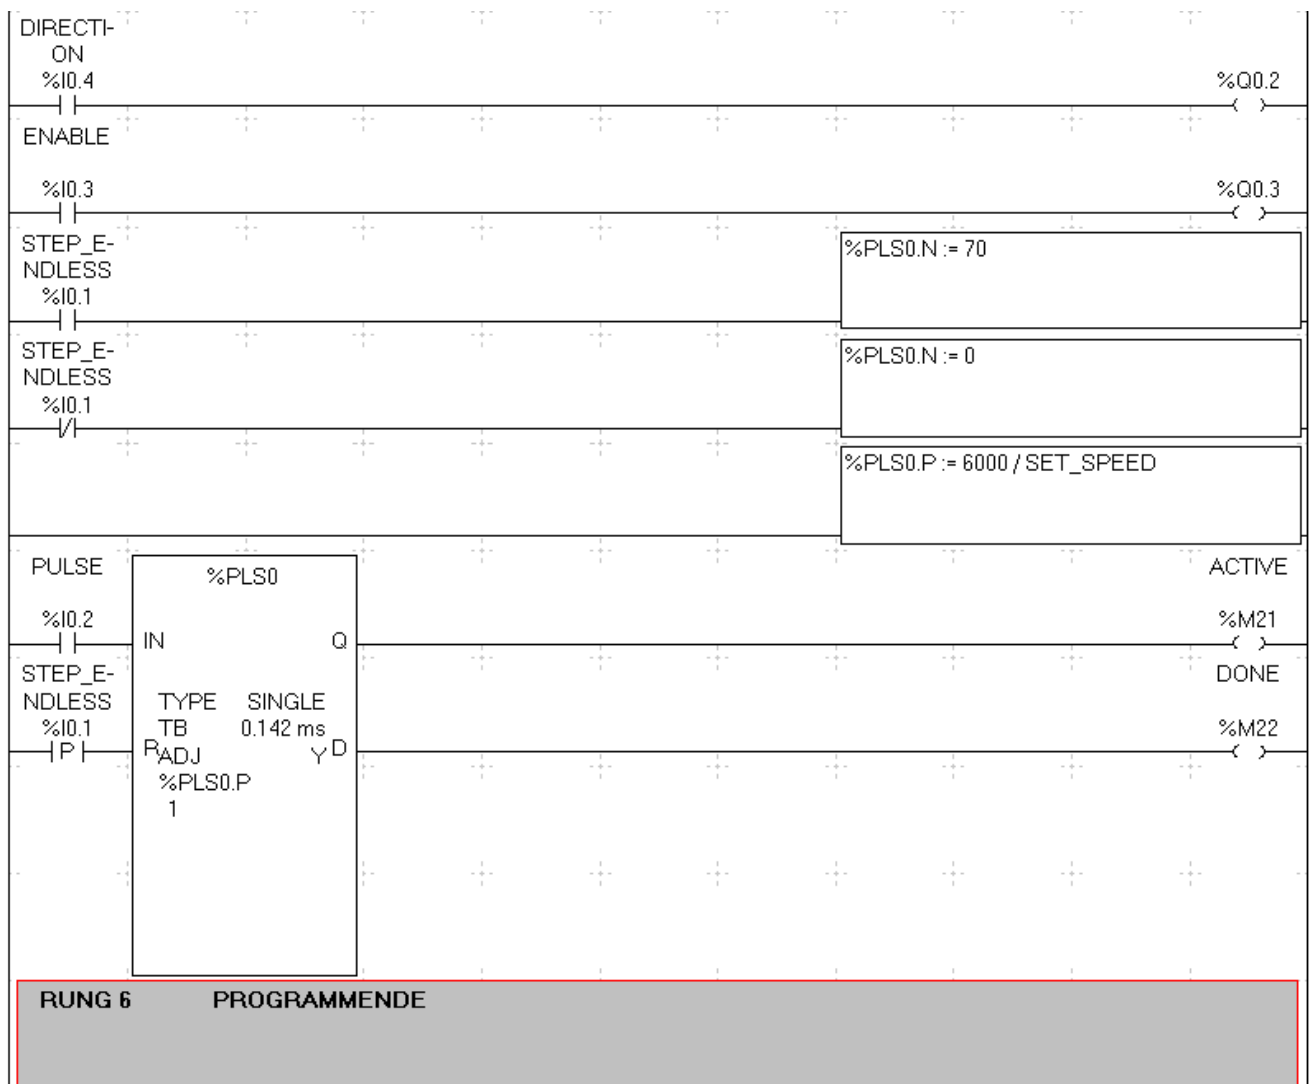 DIRECTI-
ON
%I0.4
%Q0.2
ENABLE
%I0.3
%Q0.3
STEP_E-
NDLESS
%I0.1
%PLS0.N := 70
STEP_E-
NDLESS
%I0.1
%PLS0.N := 0
%PLS0.P := 6000 / SET_SPEED
PULSE
%PLS0
ACTIVE
%I0.2
%M21
IN Q
STEP_E-
NDLESS
%I0.1
DONE
%M22
TYPE SINGLE
TB 0.142 ms
R D
ADJ Y
%PLS0.P
1
P
RUNG 6 PROGRAMMENDE